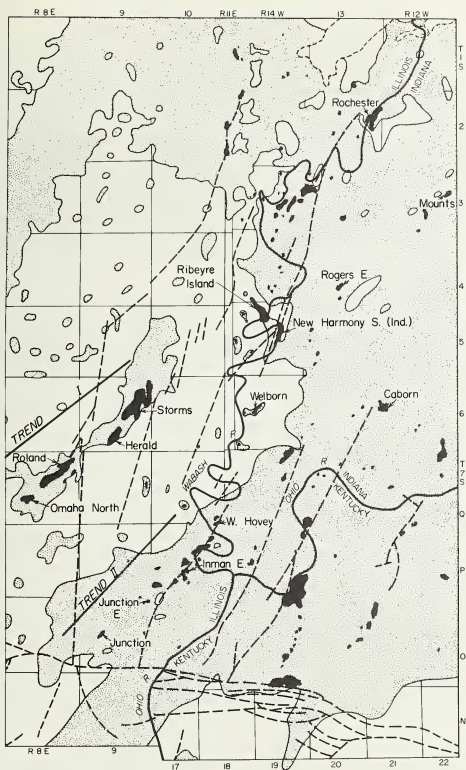 R 8 E 9 10 R 11 E R 14 W 13 R 12 W
T I S
ILLINOIS
INDIANA
Rochester
2
3
Mounts
Ribeyre
Island
Rogers E
4
New Harmony S. (Ind.)
5
TREND I
Storms
Welborn
Caborn
6
Herald
Roland
WABASH R.
OHIO R.
INDIANA
KENTUCKY
T 7 S
Omaha North
W. Hovey
Q
TREND II
Inman E
P
Junction
E
ILLINOIS
KENTUCKY
Junction
OHIO R.
O
N
R 8 E 9
17 18 19 20 21 22